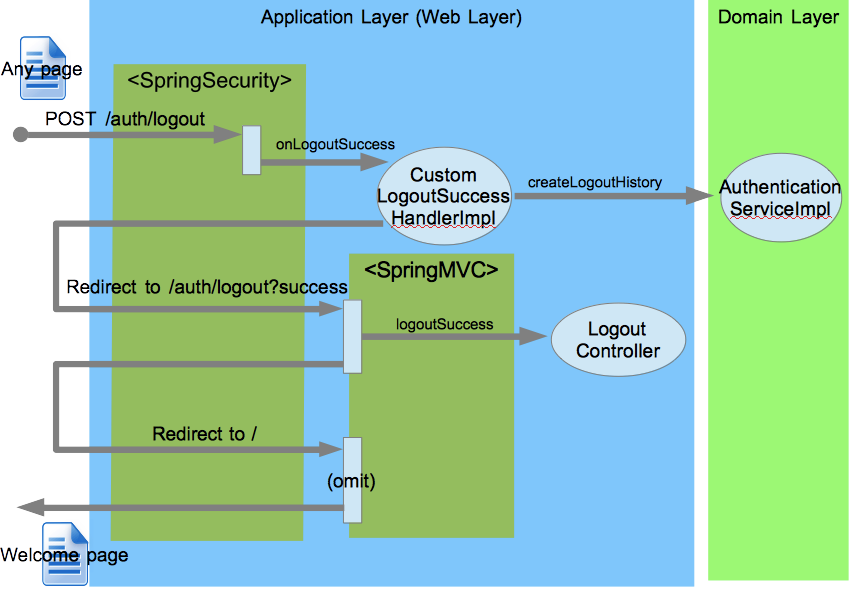 Application Layer (Web Layer)
Domain Layer
Any page
<SpringSecurity>
POST /auth/logout
onLogoutSuccess
Custom
LogoutSuccess
HandlerImpl
createLogoutHistory
Authentication
ServiceImpl
<SpringMVC>
Redirect to /auth/logout?success
logoutSuccess
Logout
Controller
Redirect to /
(omit)
Welcome page